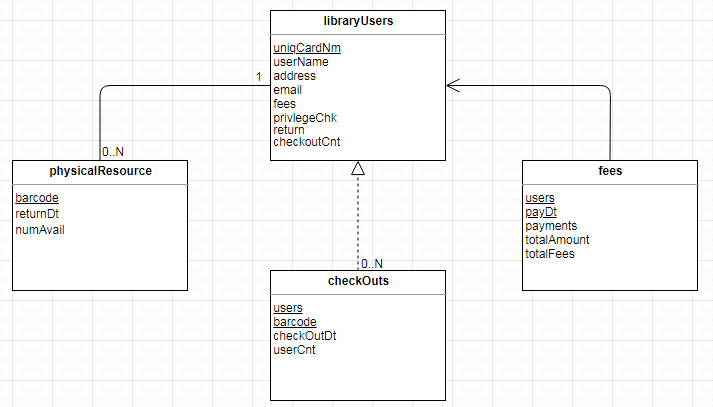 libraryUsers
uniqCardNm
userName
address
email
fees
privlegeChk
return
checkoutCnt
1
0..N
physicalResource
barcode
returnDt
numAvail
fees
users
payDt
payments
totalAmount
totalFees
0..N
checkOuts
users
barcode
checkOutDt
userCnt